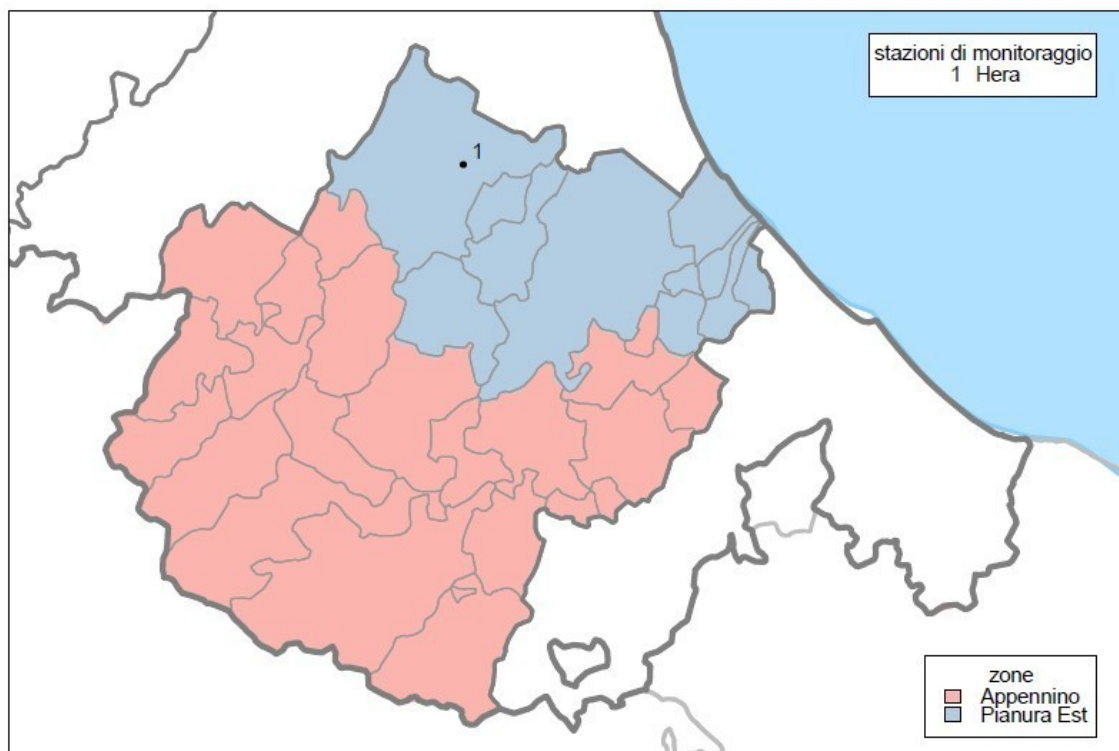 stazioni di monitoraggio
1 Hera
1
zone
Appennino
Pianura Est